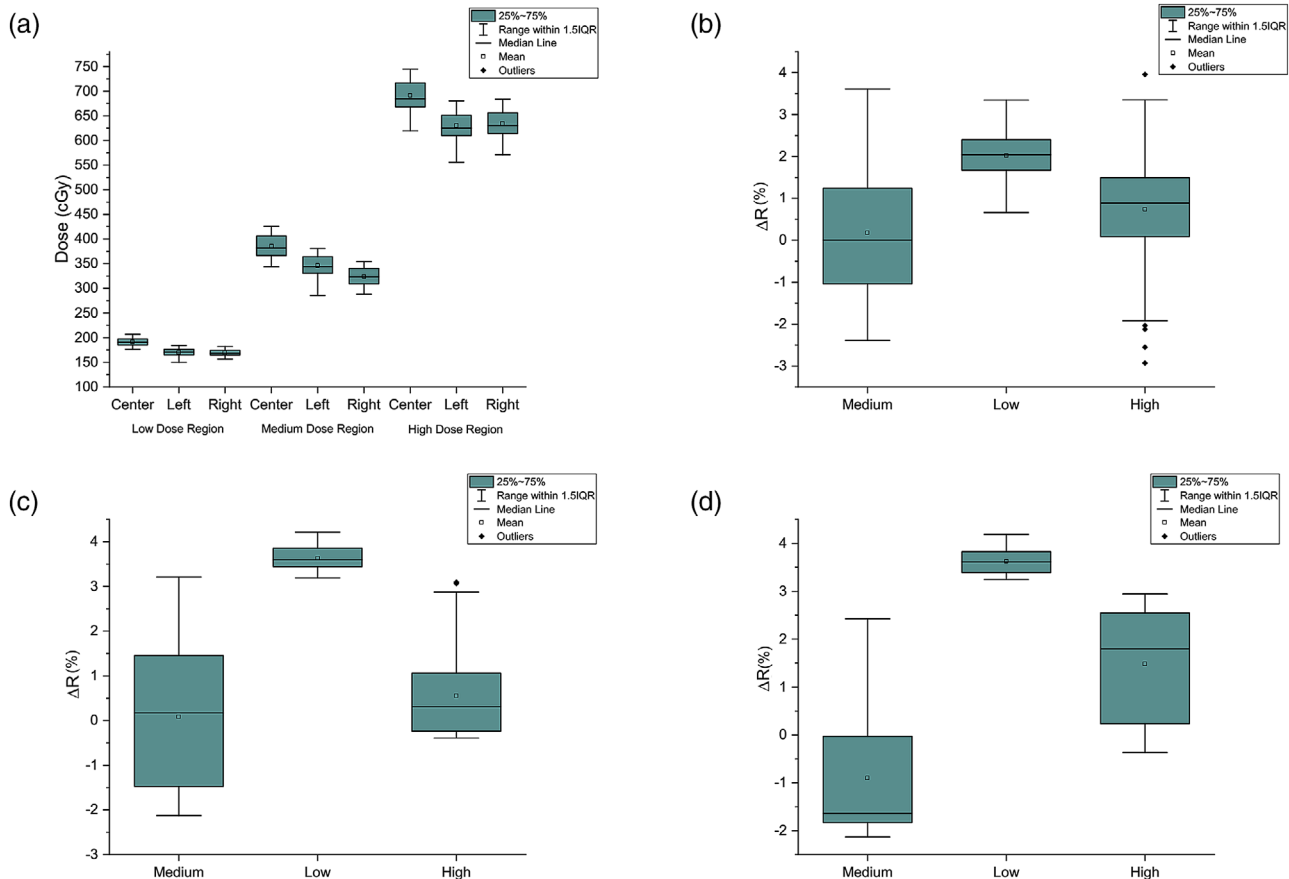 (a)
25%~75%
Range within 1.5IQR
Median Line
Mean
Outliers
750
700
650
600
550
500
450
400
350
300
250
200
150
100
Dose (cGy)
Center Left Right Center Left Right Center Left Right
Low Dose Region Medium Dose Region High Dose Region
(b)
25%~75%
Range within 1.5IQR
Median Line
Mean
Outliers
4
3
2
1
0
-1
-2
-3
ΔR (%)
Medium Low High
(c)
25%~75%
Range within 1.5IQR
Median Line
Mean
Outliers
4
3
2
1
0
-1
-2
-3
ΔR (%)
Medium Low High
(d)
25%~75%
Range within 1.5IQR
Median Line
Mean
Outliers
4
3
2
1
0
-1
-2
ΔR(%)
Medium Low High